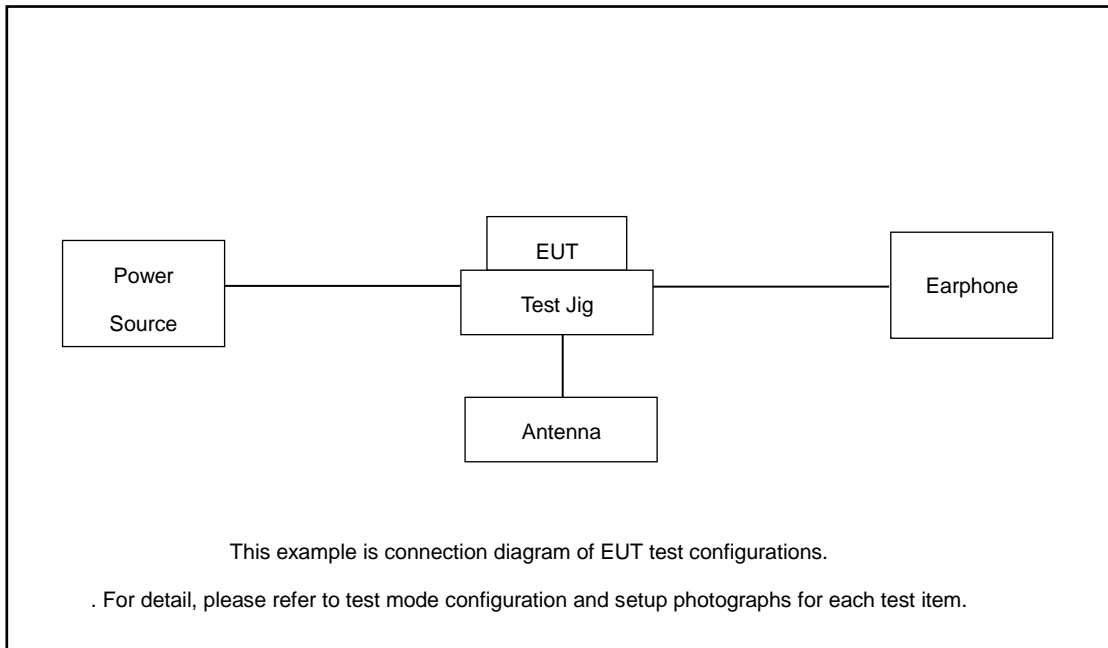 EUT
Power
Source
Test Jig
Earphone
Antenna
This example is connection diagram of EUT test configurations.
. For detail, please refer to test mode configuration and setup photographs for each test item.